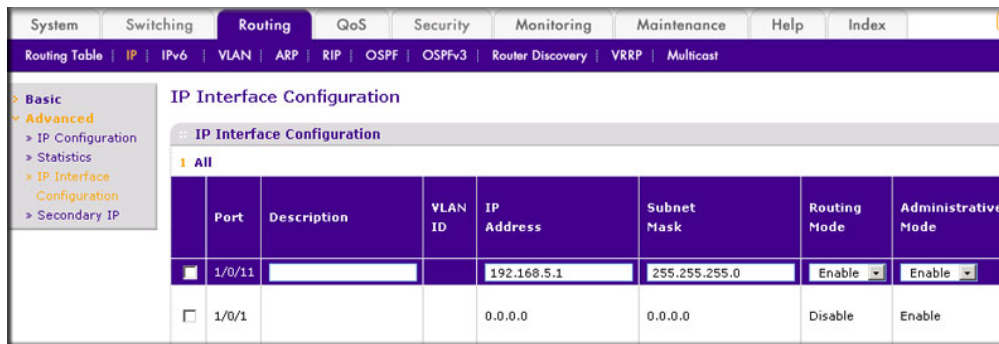 System Switching Routing QoS Security Monitoring Maintenance Help Index
Routing Table | IP | IPv6 | VLAN | ARP | RIP | OSPF | OSPFv3 | Router Discovery | VRRP | Multicast
Basic
Advanced
» IP Configuration
» Statistics
» IP Interface
Configuration
» Secondary IP
IP Interface Configuration
IP Interface Configuration
1 All
Port Description VLAN ID IP Address Subnet Mask Routing Mode Administrative Mode
1/0/11 192.168.5.1 255.255.255.0 Enable Enable
1/0/1 0.0.0.0 0.0.0.0 Disable Enable